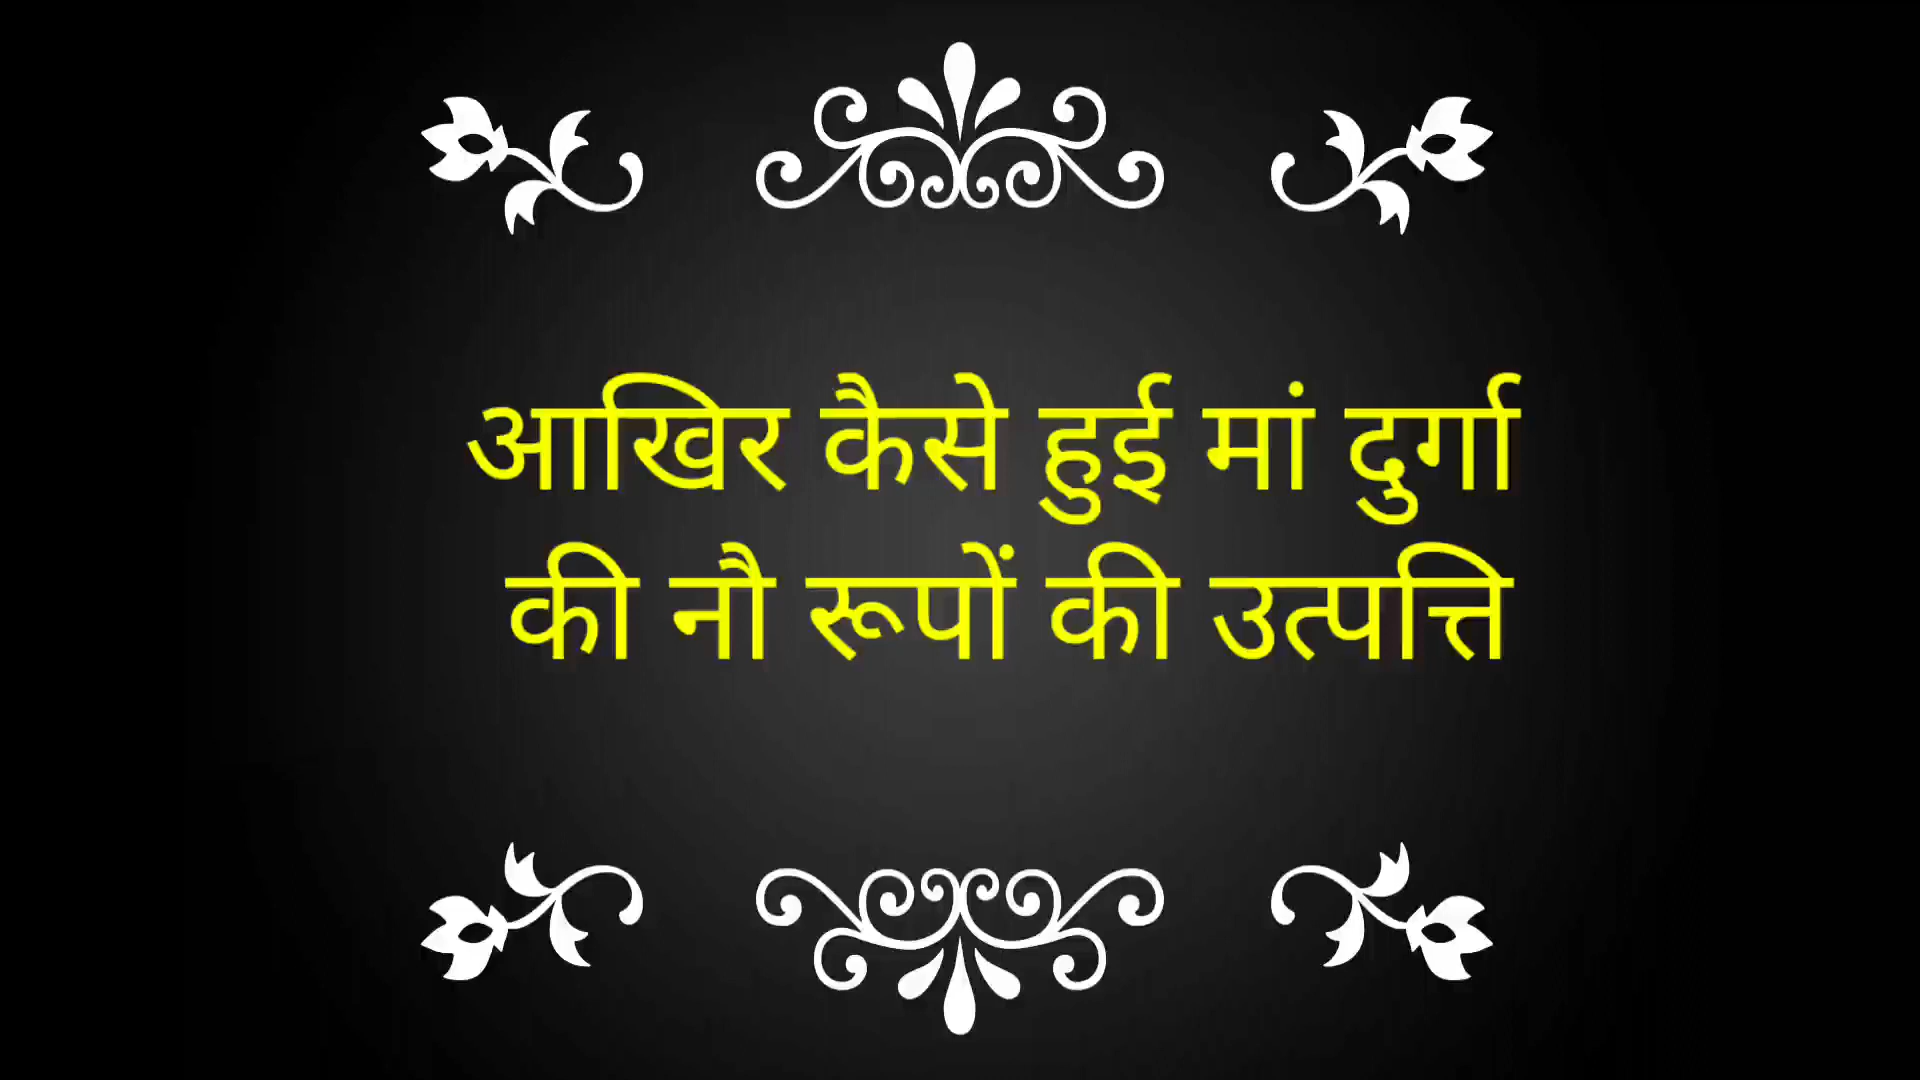 आखिर कैसे हुई मां दुर्गा
की नौ रूपों की उत्पत्ति